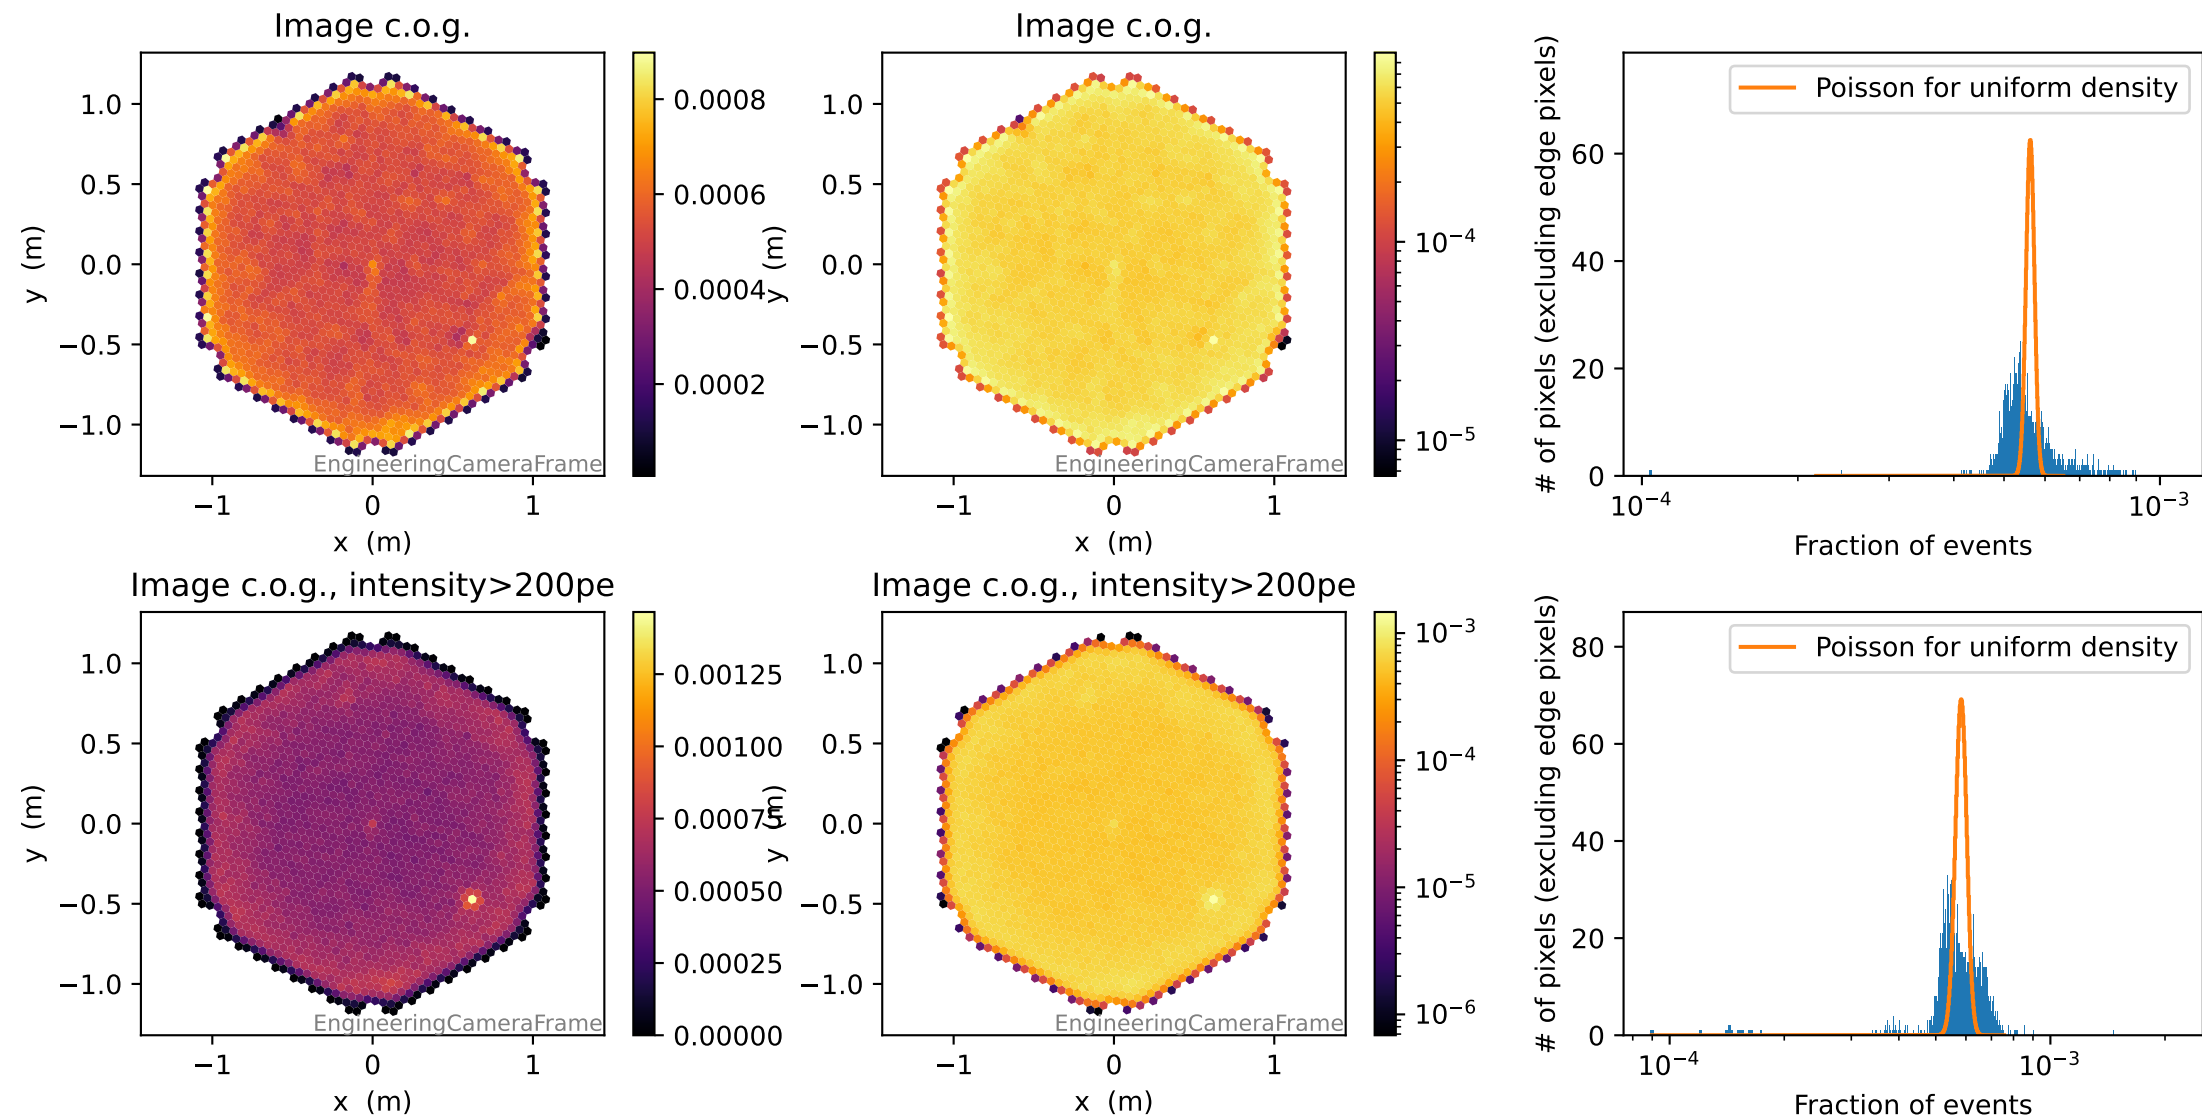 Image c.o.g.
1.0
0.5
0.0
−0.5
−1.0
y (m)
−1
0
1
x (m)
EngineeringCameraFrame
0.0008
0.0006
0.0004
0.0002
Image c.o.g.
1.0
0.5
0.0
−0.5
−1.0
y (m)
−1
0
1
x (m)
EngineeringCameraFrame
10⁻⁴
10⁻⁵
# of pixels (excluding edge pixels)
60
40
20
0
Poisson for uniform density
10⁻⁴
10⁻³
Fraction of events
Image c.o.g., intensity>200pe
1.0
0.5
0.0
−0.5
−1.0
y (m)
−1
0
1
x (m)
EngineeringCameraFrame
0.00125
0.00100
0.00075
0.00050
0.00025
0.00000
Image c.o.g., intensity>200pe
1.0
0.5
0.0
−0.5
−1.0
y (m)
−1
0
1
x (m)
EngineeringCameraFrame
10⁻³
10⁻⁴
10⁻⁵
10⁻⁶
# of pixels (excluding edge pixels)
80
60
40
20
0
Poisson for uniform density
10⁻⁴
10⁻³
Fraction of events